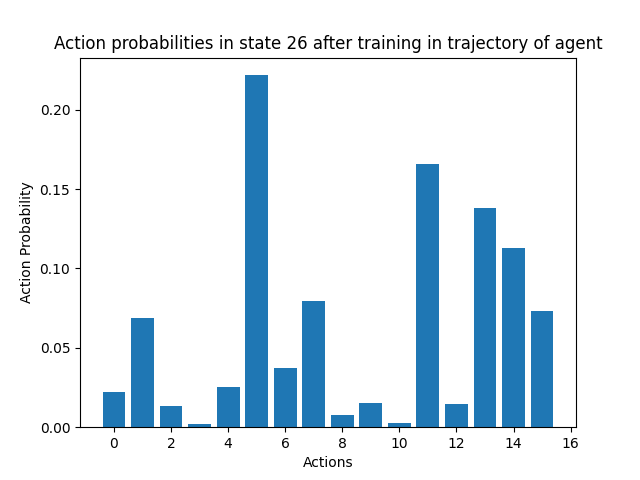 Action probabilities in state 26 after training in trajectory of agent
0.20
0.15
0.10
0.05
0.00
Action Probability
0 2 4 6 8 10 12 14 16
Actions